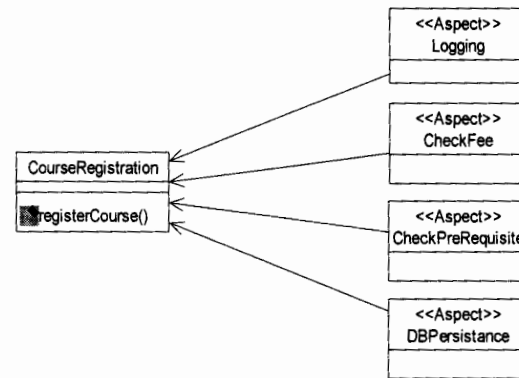 <<Aspect>>
Logging
<<Aspect>>
CheckFee
CourseRegistration
registerCourse()
<<Aspect>>
CheckPreRequisite
<<Aspect>>
DBPersistance